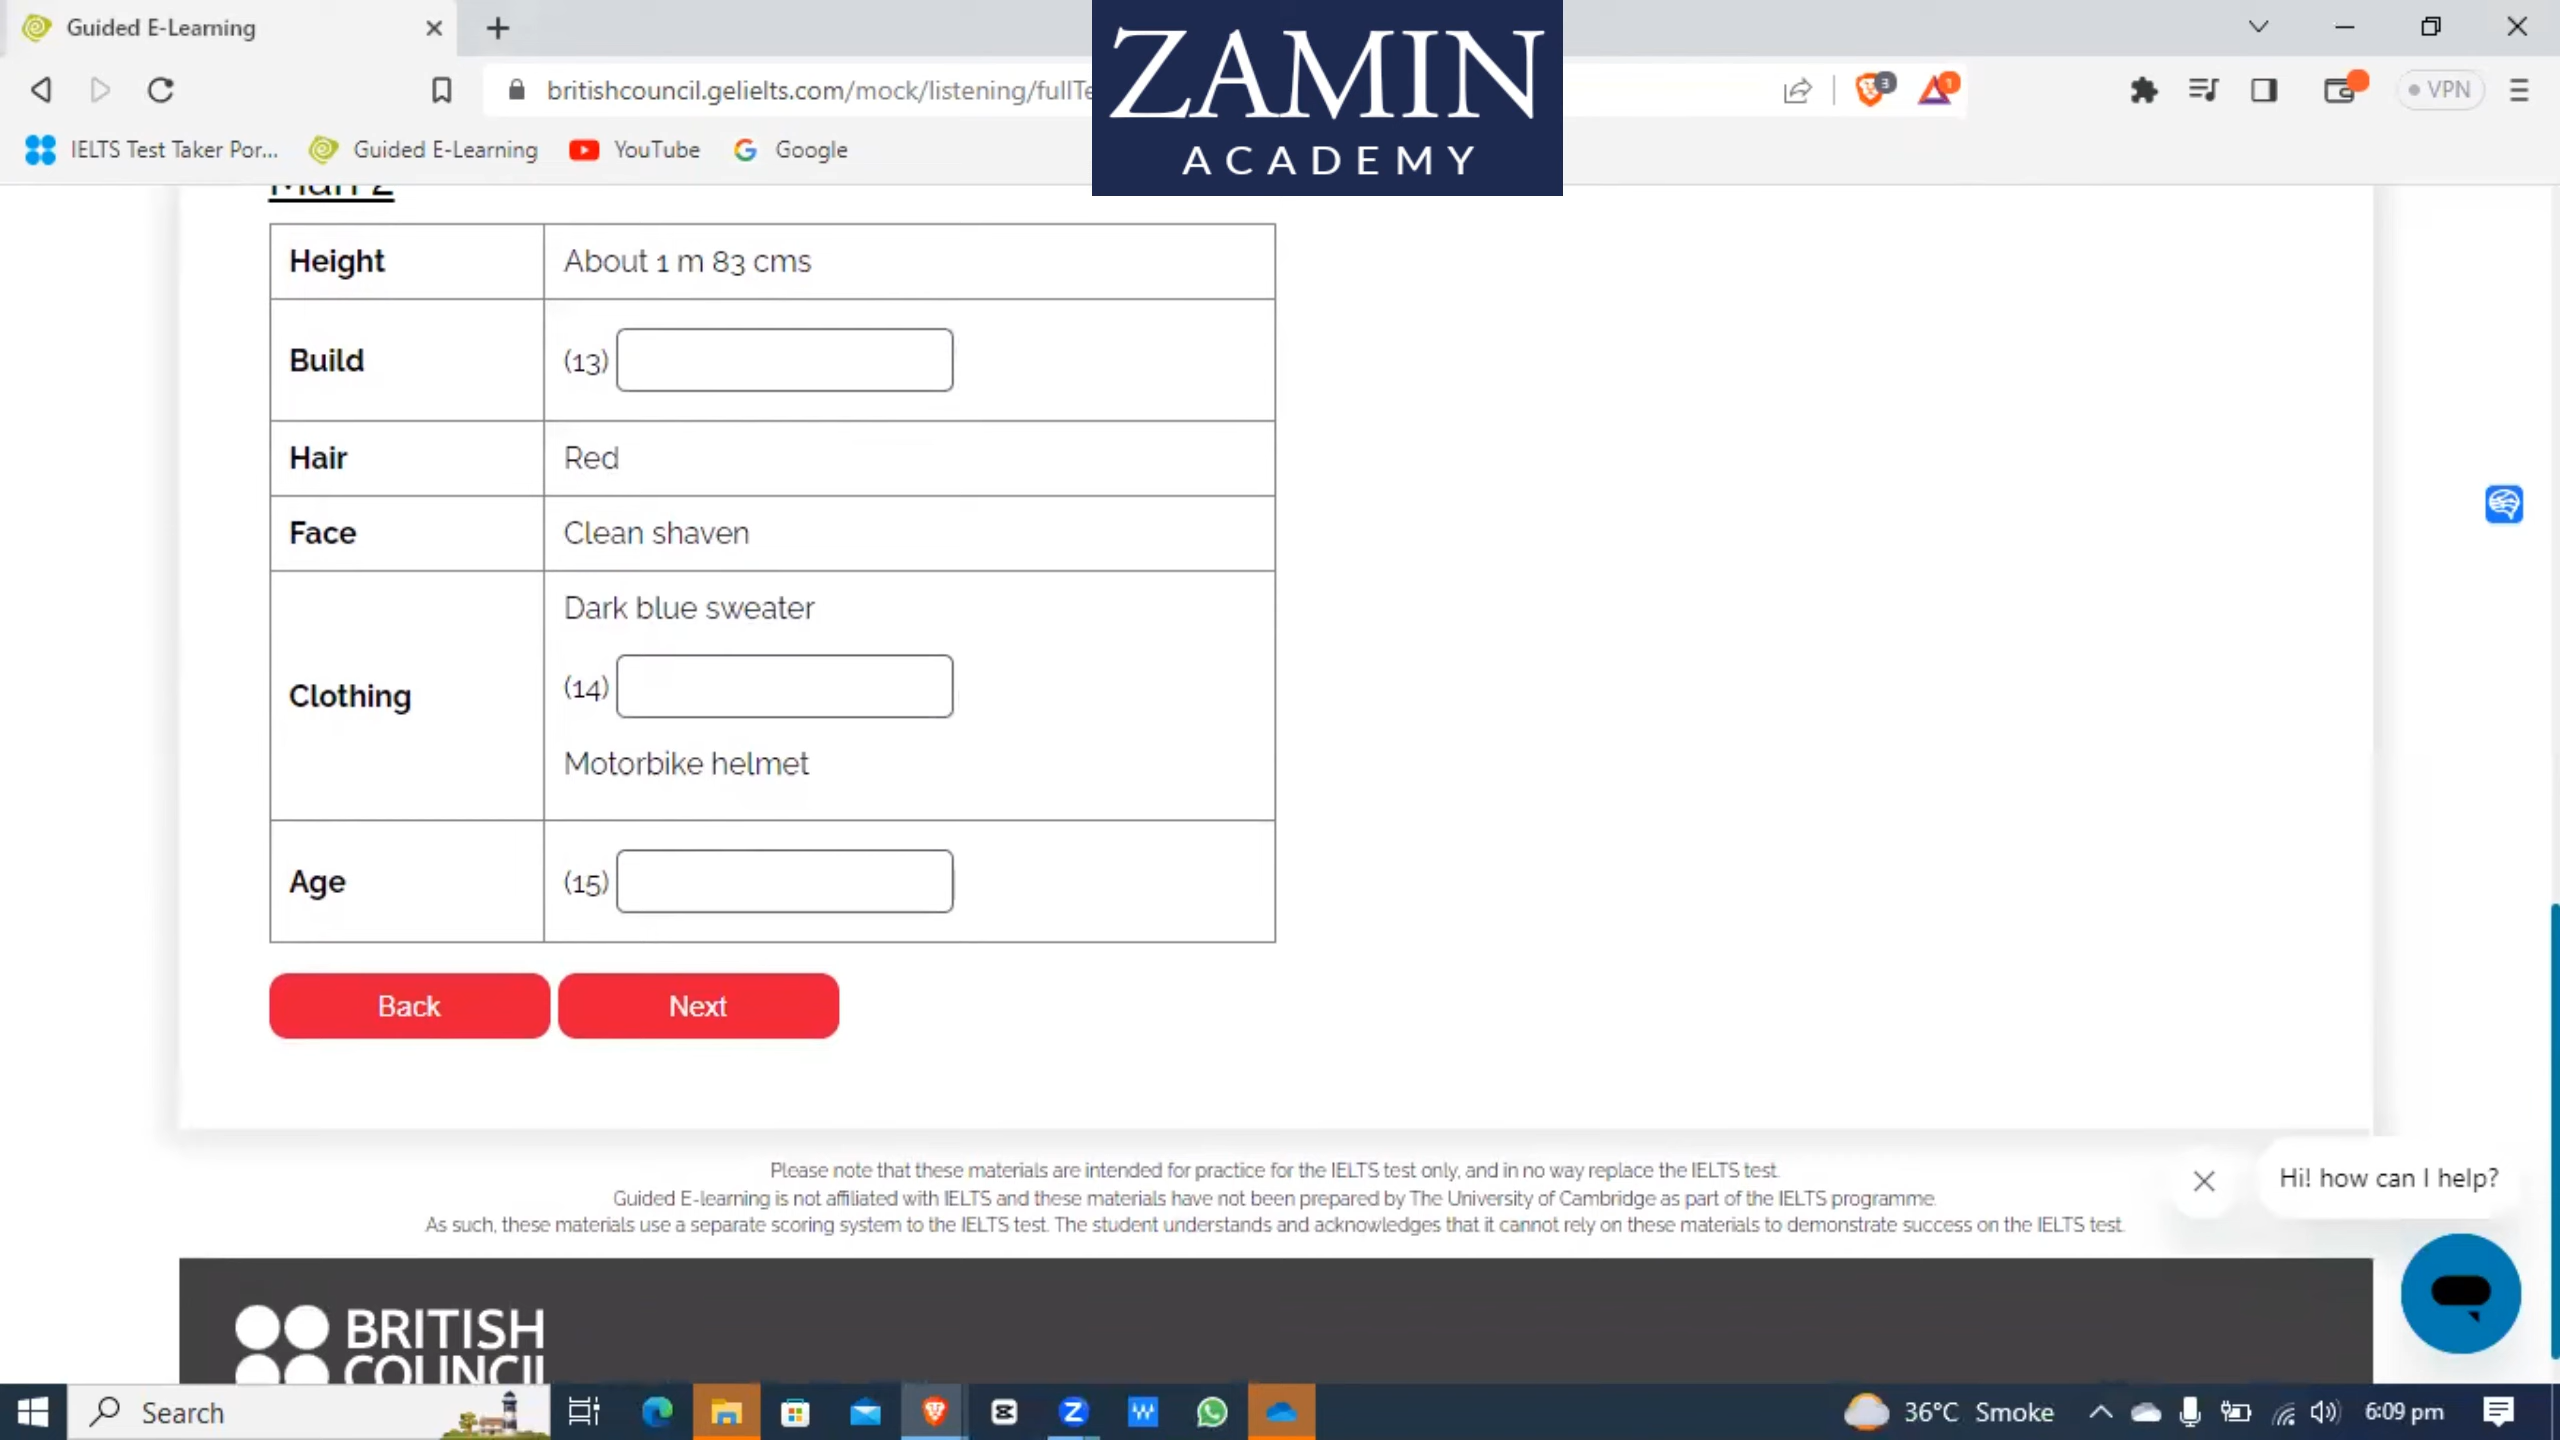 Guided E-Learning
ZAMIN
ACADEMY
britishcouncil.gelielts.com/mock/listening/fullTe
3
1
VPN
IELTS Test Taker Por...
Guided E-Learning
YouTube
Google
Man 2
Height About 1 m 83 cms
Build (13)
Hair Red
Face Clean shaven
Dark blue sweater
Clothing (14)
Motorbike helmet
Age (15)
Back Next
Please note that these materials are intended for practice for the IELTS test only, and in no way replace the IELTS test.
Guided E-learning is not affiliated with IELTS and these materials have not been prepared by The University of Cambridge as part of the IELTS programme.
As such, these materials use a separate scoring system to the IELTS test. The student understands and acknowledges that it cannot rely on these materials to demonstrate success on the IELTS test.
Hi! how can I help?
BRITISH
COUNCIL
Search
36°C Smoke
6:09 pm